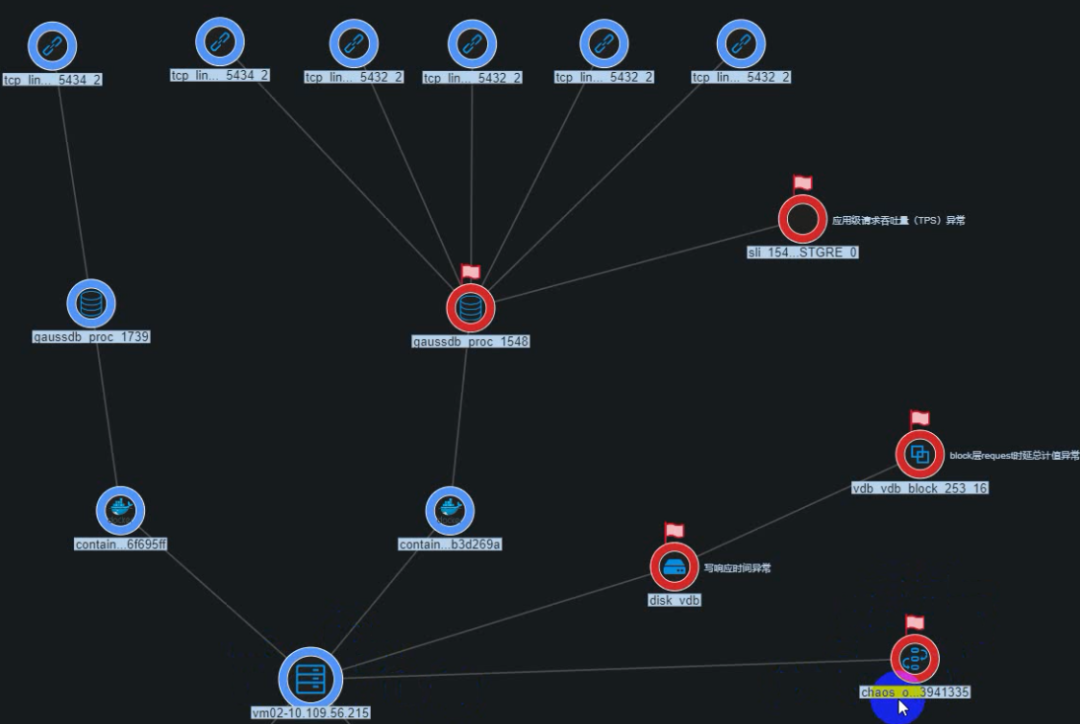 tcp_lin... 5434_2
tcp_lin... 5434_2
tcp_lin... 5432_2
tcp_lin... 5432_2
tcp_lin... 5432_2
tcp_lin... 5432_2
应用级请求吞吐量（TPS）异常
sli_154...STGRE_0
gaussdb_proc_1739
gaussdb_proc_1548
block层request时延总计值异常
vdb_vdb_block_253_16
contain...6f695ff
contain...b3d269a
写响应时间异常
disk_vdb
chaos_o...3941335
vm02-10.109.56.215